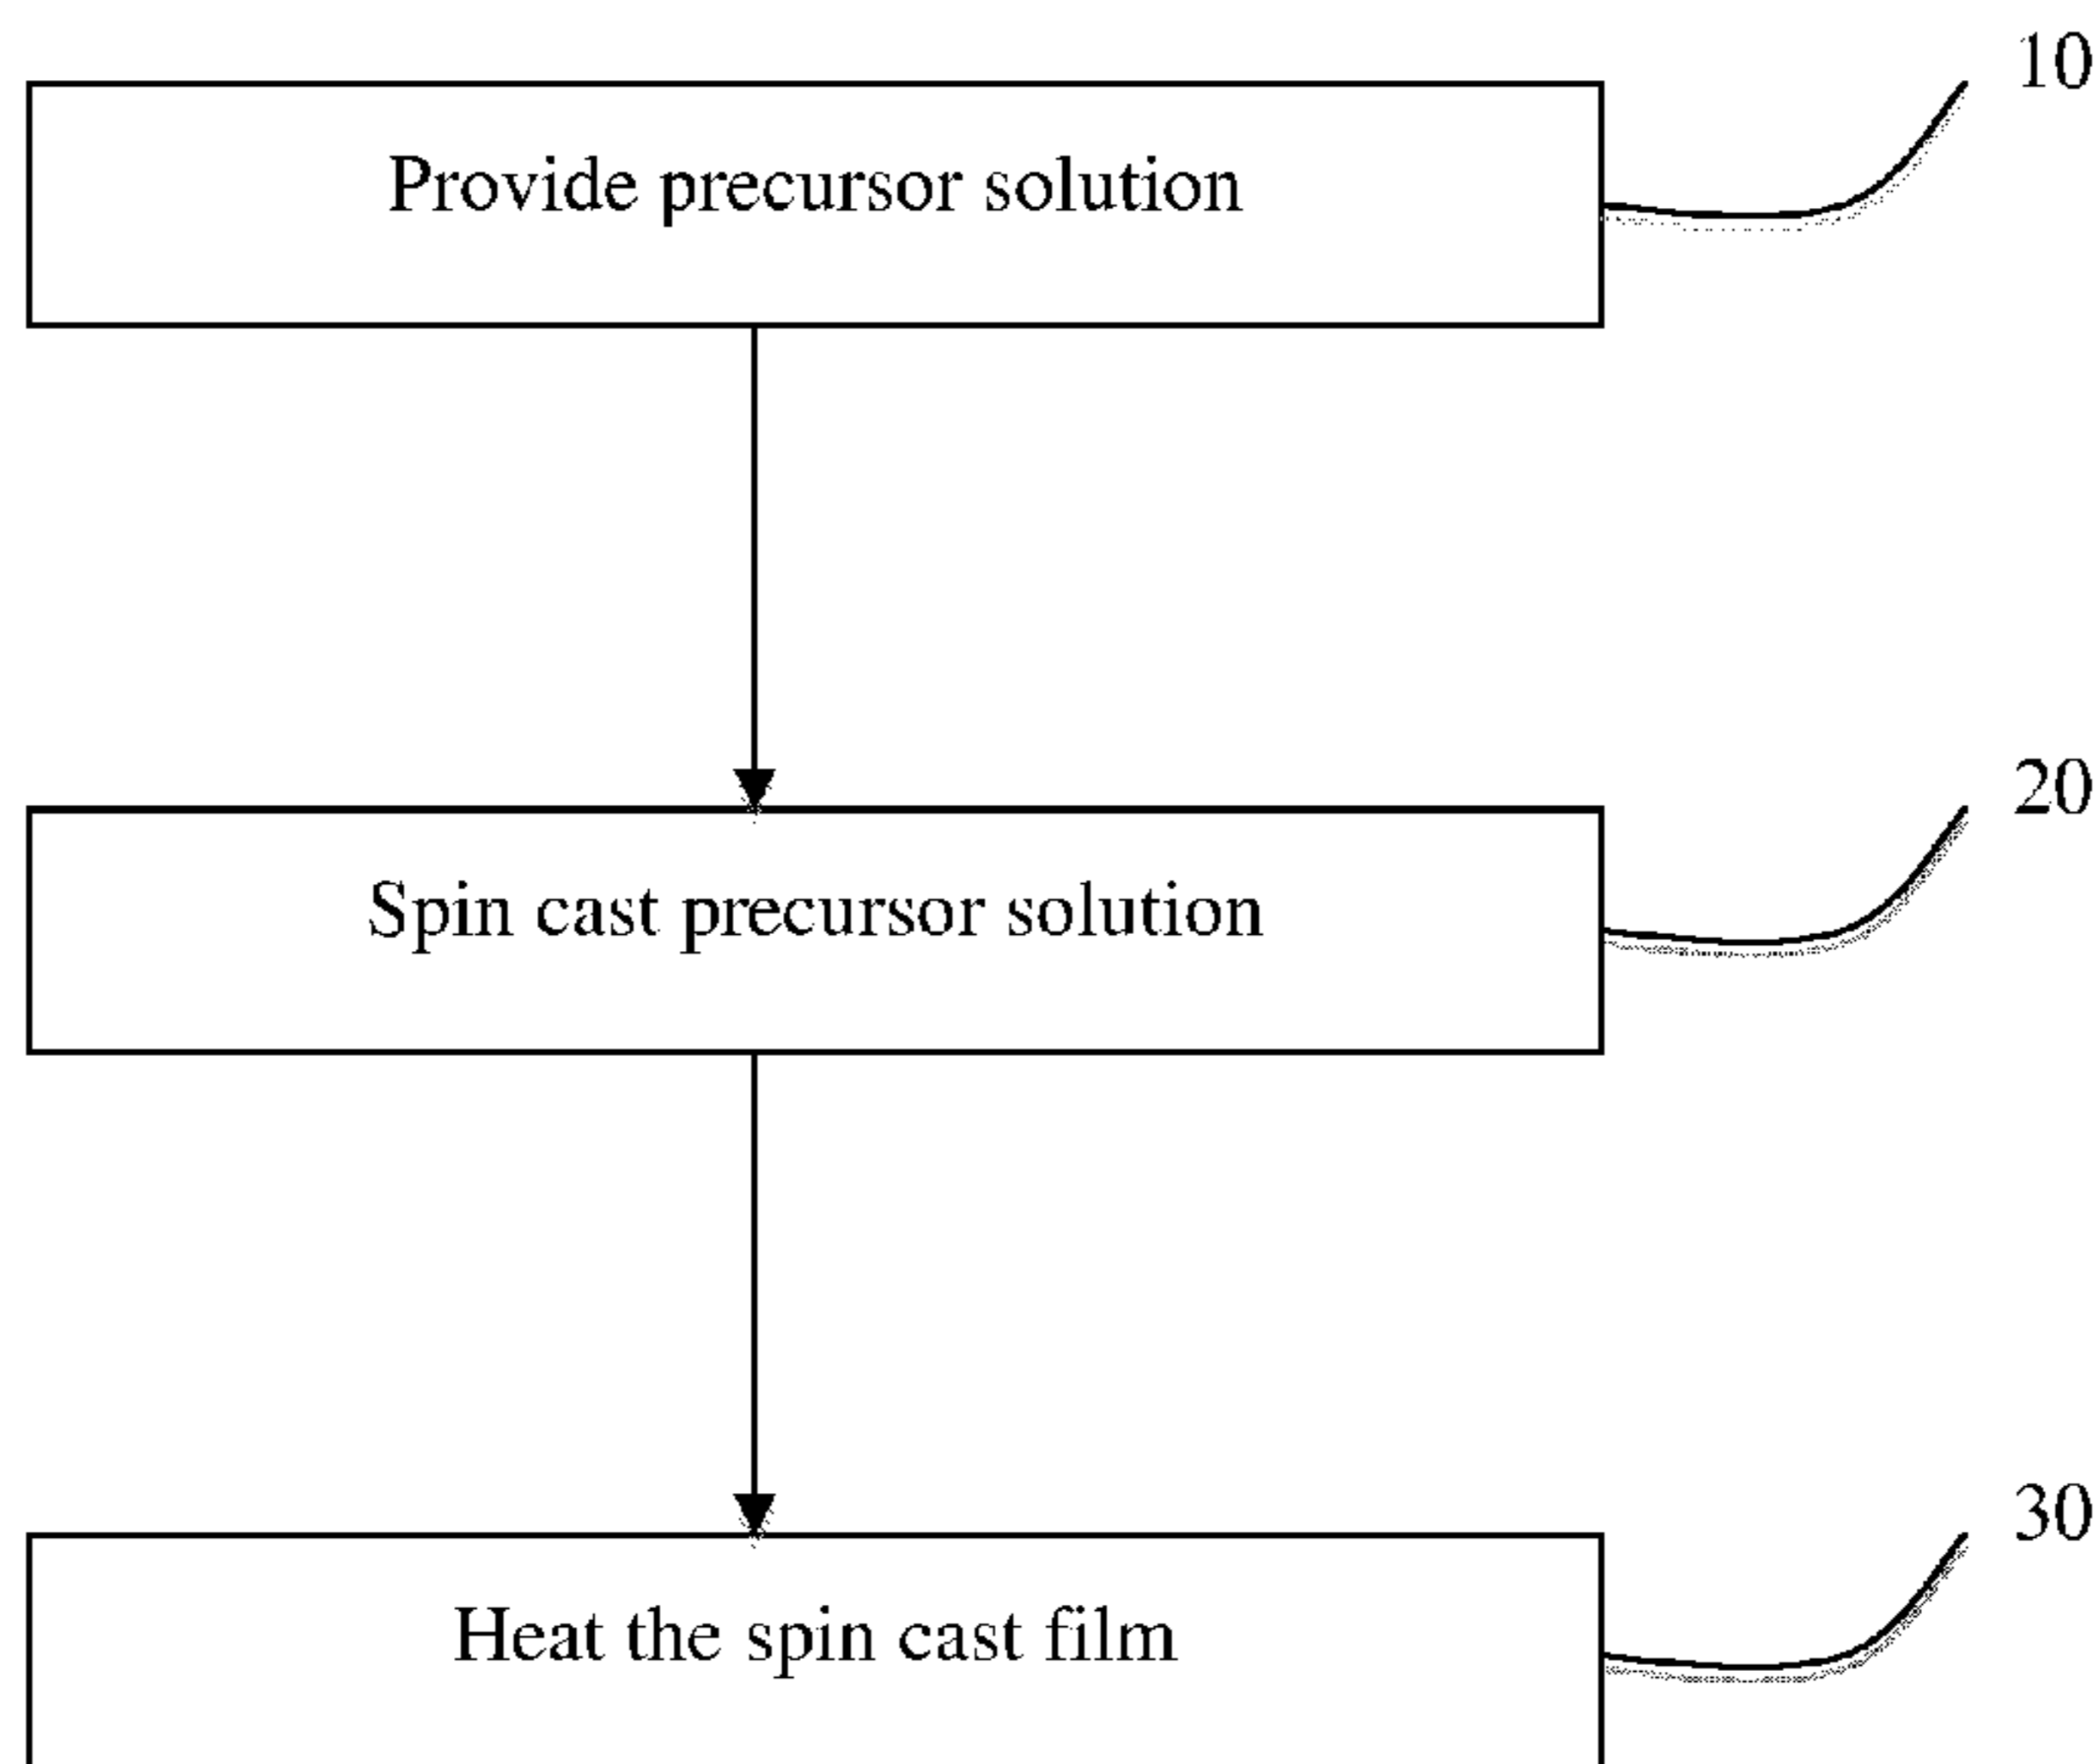 10
Provide precursor solution
20
Spin cast precursor solution
30
Heat the spin cast film